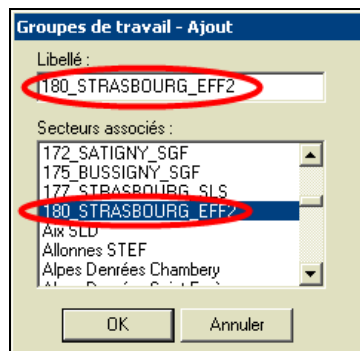 Groupes de travail - Ajout
Libellé :
180_STRASBOURG_EFF2
Secteurs associés :
172_SATIGNY_SGF
175_BUSSIGNY_SGF
177_STRASBOURG_SLS
180_STRASBOURG_EFF2
Aix SLD
Allonnes STEF
Alpes Denrées Chambery
OK Annuler